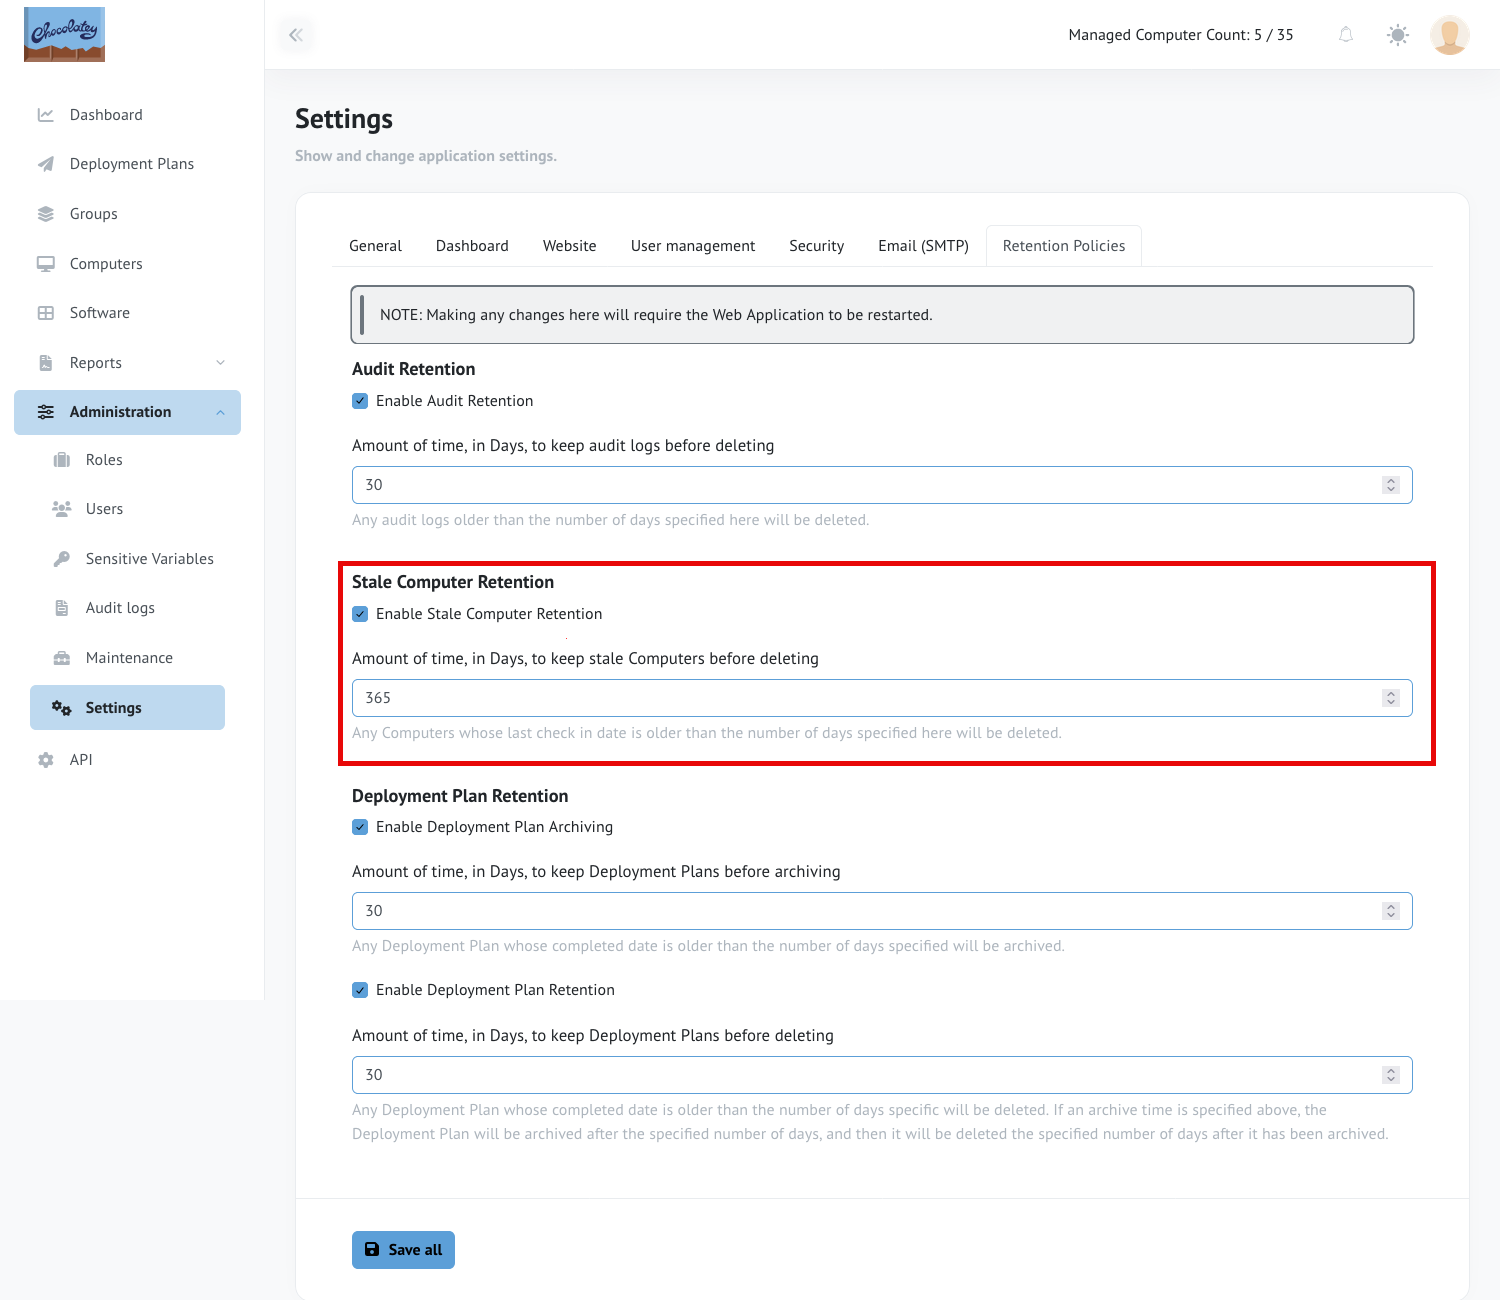 Chocolatey
Managed Computer Count: 5 / 35
Dashboard
Deployment Plans
Groups
Computers
Software
Reports
Administration
Roles
Users
Sensitive Variables
Audit logs
Maintenance
Settings
API
Settings
Show and change application settings.
General Dashboard Website User management Security Email (SMTP) Retention Policies
NOTE: Making any changes here will require the Web Application to be restarted.
Audit Retention
Enable Audit Retention
Amount of time, in Days, to keep audit logs before deleting
30
Any audit logs older than the number of days specified here will be deleted.
Stale Computer Retention
Enable Stale Computer Retention
Amount of time, in Days, to keep stale Computers before deleting
365
Any Computers whose last check in date is older than the number of days specified here will be deleted.
Deployment Plan Retention
Enable Deployment Plan Archiving
Amount of time, in Days, to keep Deployment Plans before archiving
30
Any Deployment Plan whose completed date is older than the number of days specified will be archived.
Enable Deployment Plan Retention
Amount of time, in Days, to keep Deployment Plans before deleting
30
Any Deployment Plan whose completed date is older than the number of days specific will be deleted. If an archive time is specified above, the
Deployment Plan will be archived after the specified number of days, and then it will be deleted the specified number of days after it has been archived.
Save all